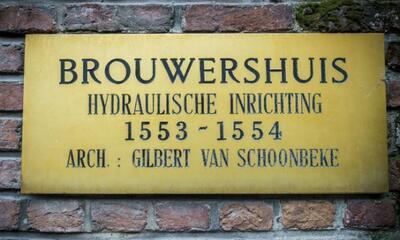 BROUWERSHUIS
HYDRAULISCHE INRICHTING
1553 - 1554
ARCH. : GILBERT VAN SCHOONBEKE